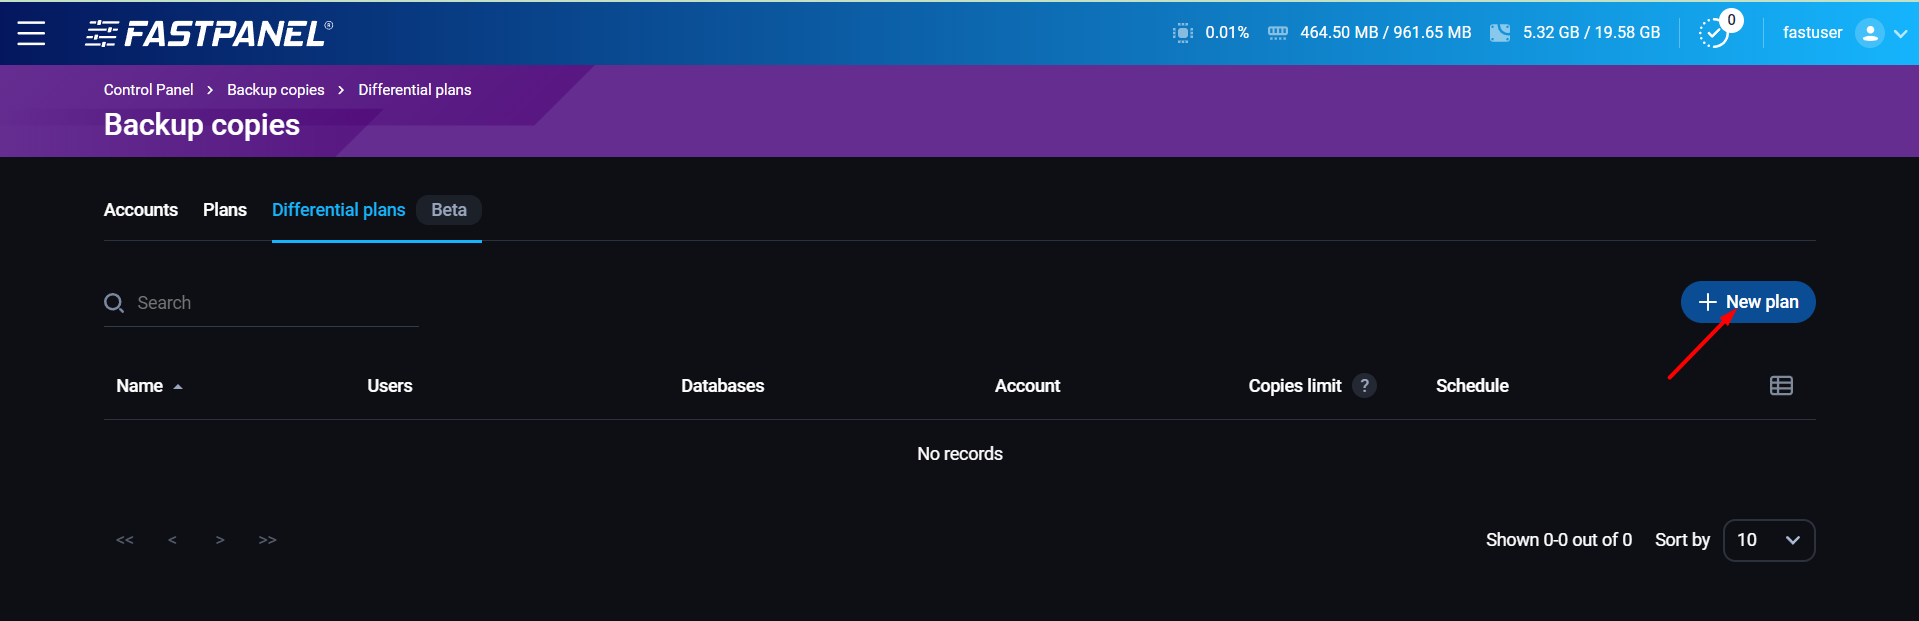 FASTPANEL®
0.01%
464.50 MB / 961.65 MB
5.32 GB / 19.58 GB
0
fastuser
Control Panel > Backup copies > Differential plans
Backup copies
Accounts
Plans
Differential plans
Beta
Search
+ New plan
Name
Users
Databases
Account
Copies limit ?
Schedule
No records
<< < > >>
Shown 0-0 out of 0
Sort by
10